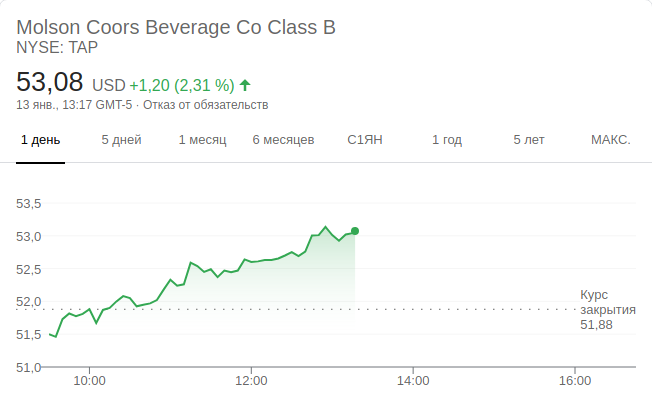 Molson Coors Beverage Co Class B
NYSE: TAP
53,08 USD +1,20 (2,31 %)
13 янв., 13:17 GMT-5 · Отказ от обязательств
1 день 5 дней 1 месяц 6 месяцев С1ЯН 1 год 5 лет МАКС.
53,5
53,0
52,5
52,0
51,5
51,0
Курс
закрытия
51,88
10:00 12:00 14:00 16:00